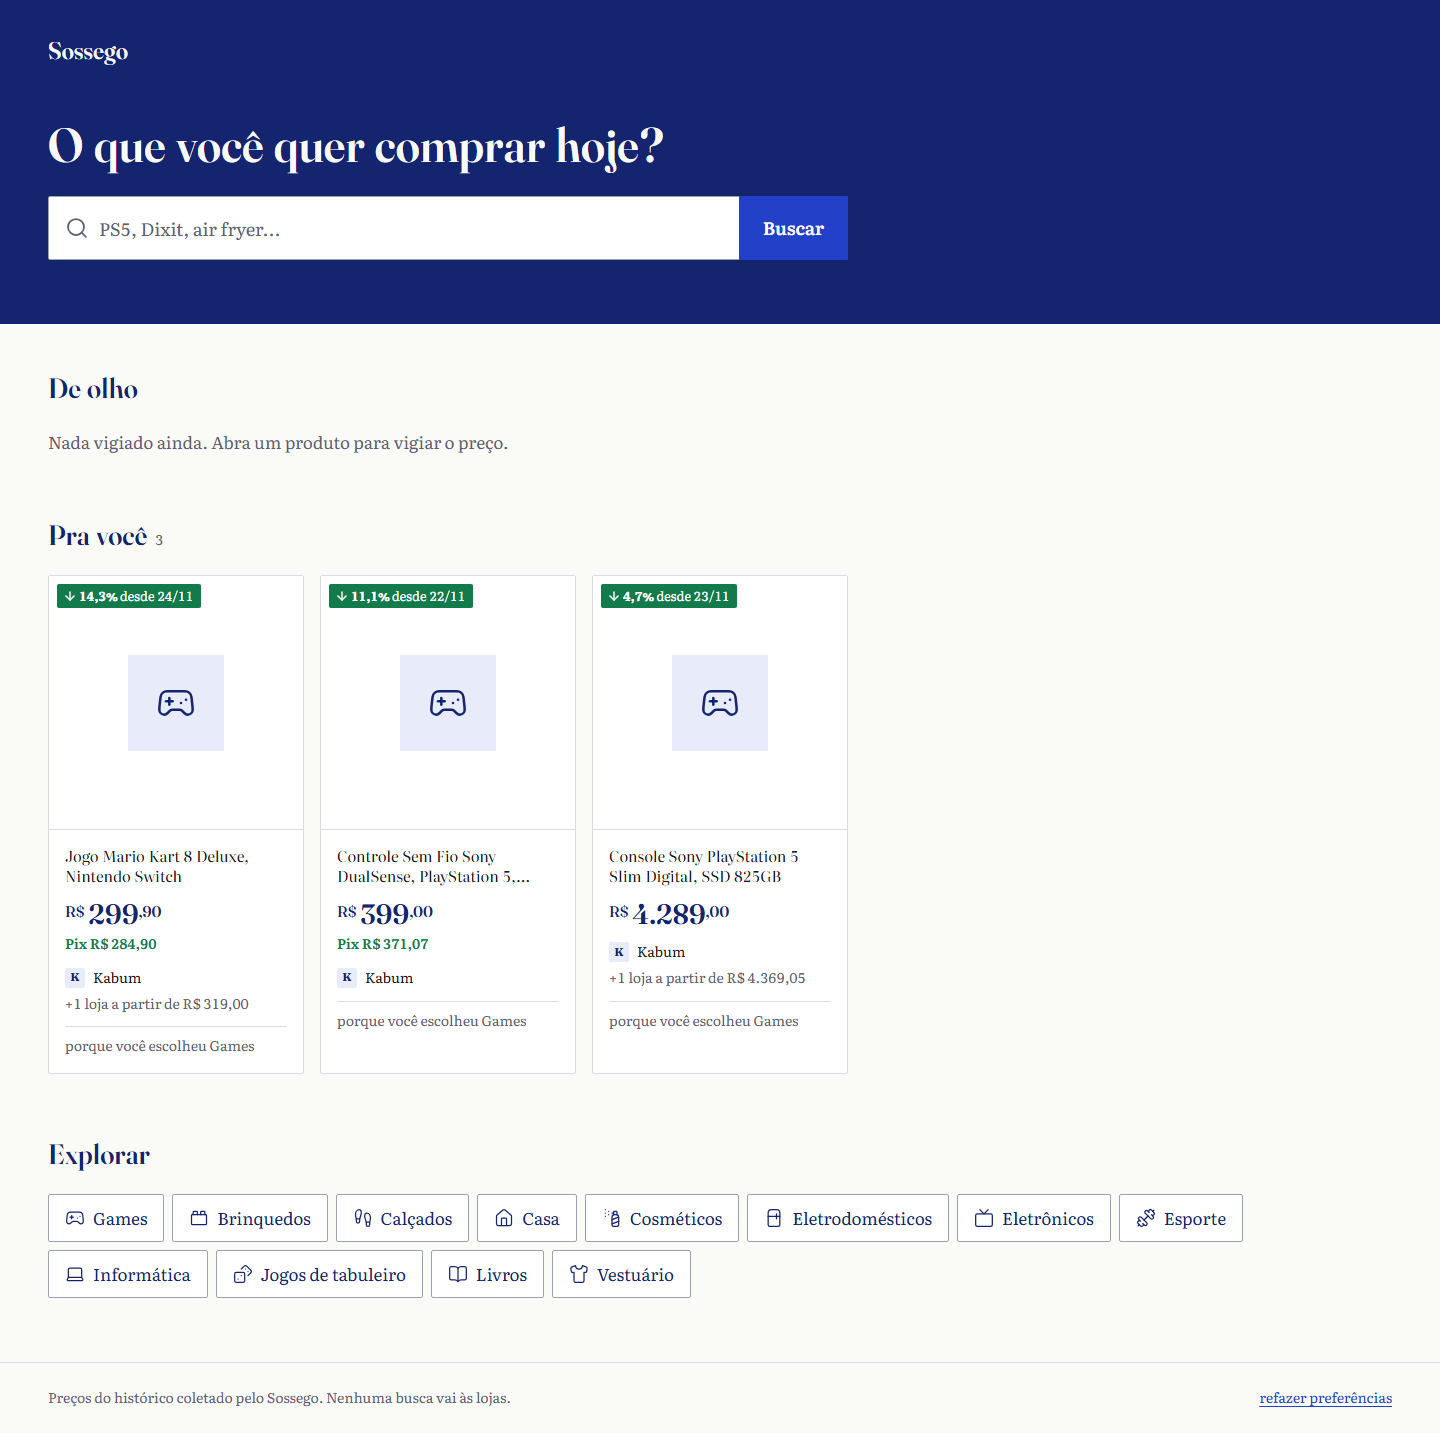 Sossego
O que você quer comprar hoje?
PS5, Dixit, air fryer...
Buscar
De olho
Nada vigiado ainda. Abra um produto para vigiar o preço.
Pra você 3
↓ 14,3% desde 24/11
Jogo Mario Kart 8 Deluxe,
Nintendo Switch
R$ 299,90
Pix R$ 284,90
K Kabum
+1 loja a partir de R$ 319,00
porque você escolheu Games
↓ 11,1% desde 22/11
Controle Sem Fio Sony
DualSense, PlayStation 5,...
R$ 399,00
Pix R$ 371,07
K Kabum
porque você escolheu Games
↓ 4,7% desde 23/11
Console Sony PlayStation 5
Slim Digital, SSD 825GB
R$ 4.289,00
K Kabum
+1 loja a partir de R$ 4.369,05
porque você escolheu Games
Explorar
Games Brinquedos Calçados Casa Cosméticos Eletrodomésticos Eletrônicos Esporte
Informática Jogos de tabuleiro Livros Vestuário
Preços do histórico coletado pelo Sossego. Nenhuma busca vai às lojas.
refazer preferências